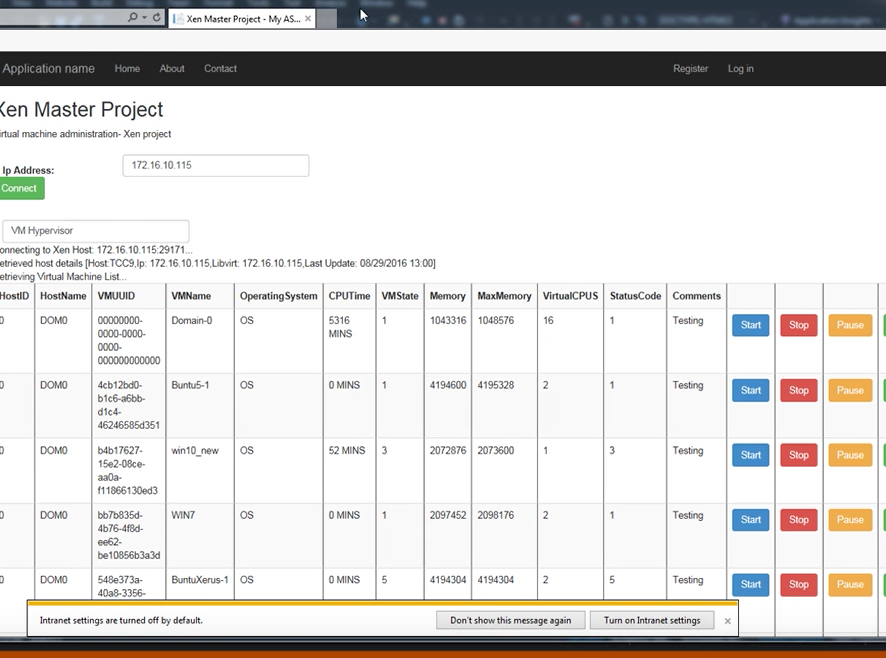 Xen Master Project - My AS...
Application name Home About Contact Register Log in
Xen Master Project
irtual machine administration- Xen project
Ip Address: 172.16.10.115
Connect
VM Hypervisor
onnecting to Xen Host: 172.16.10.115:29171...
etrieved host details [Host:TCC9,Ip: 172.16.10.115,Libvirt: 172.16.10.115,Last Update: 08/29/2016 13:00]
etrieving Virtual Machine List...
HostID HostName VMUUID VMName OperatingSystem CPUTime VMState Memory MaxMemory VirtualCPUS StatusCode Comments
0 DOM0 00000000- Domain-0 OS 5316 1 1043316 1048576 16 1 Testing Start Stop Pause
0000-0000- MINS
0000-
000000000000
0 DOM0 4cb12bd0- Buntu5-1 OS 0 MINS 1 4194600 4195328 2 1 Testing Start Stop Pause
b1c6-a6bb-
d1c4-
46246585d351
0 DOM0 b4b17627- win10_new OS 52 MINS 3 2072876 2073600 1 3 Testing Start Stop Pause
15e2-08ce-
aa0a-
f11866130ed3
0 DOM0 bb7b835d- WIN7 OS 0 MINS 1 2097452 2098176 2 1 Testing Start Stop Pause
4b76-4f8d-
ee62-
be10856b3a3d
0 DOM0 548e373a- BuntuXerus-1 OS 0 MINS 5 4194304 4194304 2 5 Testing Start Stop Pause
40a8-3356-
Intranet settings are turned off by default. Don't show this message again Turn on Intranet settings